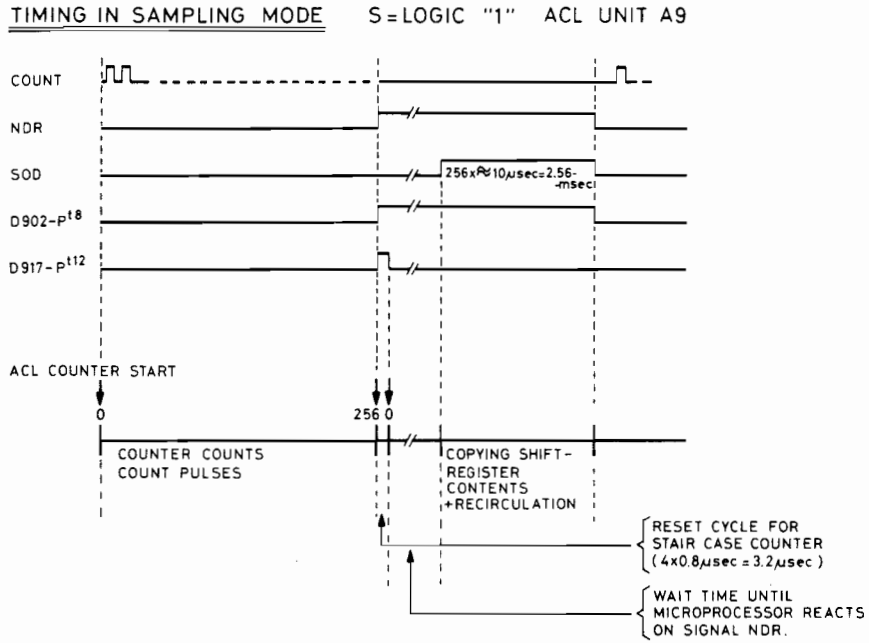 TIMING IN SAMPLING MODE S=LOGIC "1" ACL UNIT A9
COUNT
NDR
SOD
256x≈10µsec=2.56-
-msec
D902-Pt8
D917-Pt12
ACL COUNTER START
0
256 0
COUNTER COUNTS
COUNT PULSES
COPYING SHIFT-
REGISTER
CONTENTS
+RECIRCULATION
RESET CYCLE FOR
STAIR CASE COUNTER
(4x0.8µsec=3.2µsec)
WAIT TIME UNTIL
MICROPROCESSOR REACTS
ON SIGNAL NDR.